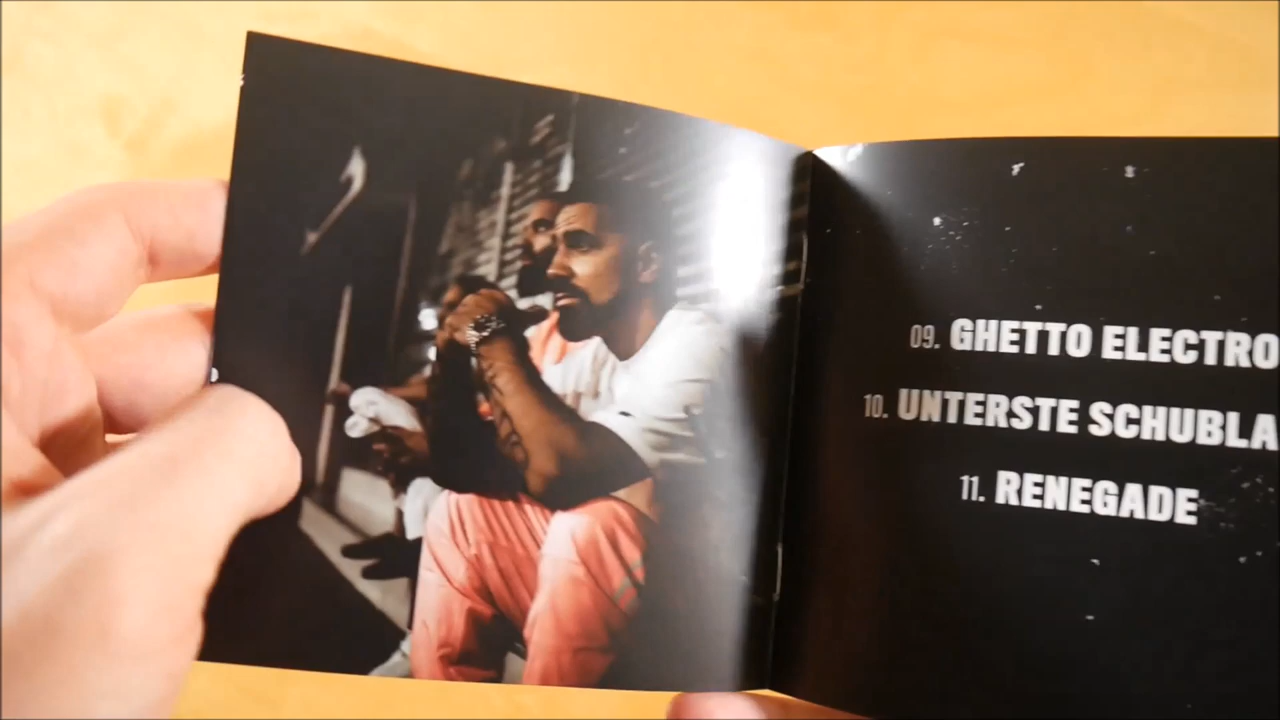 09. GHETTO ELECTRO
10. UNTERSTE SCHUBLA
11. RENEGADE